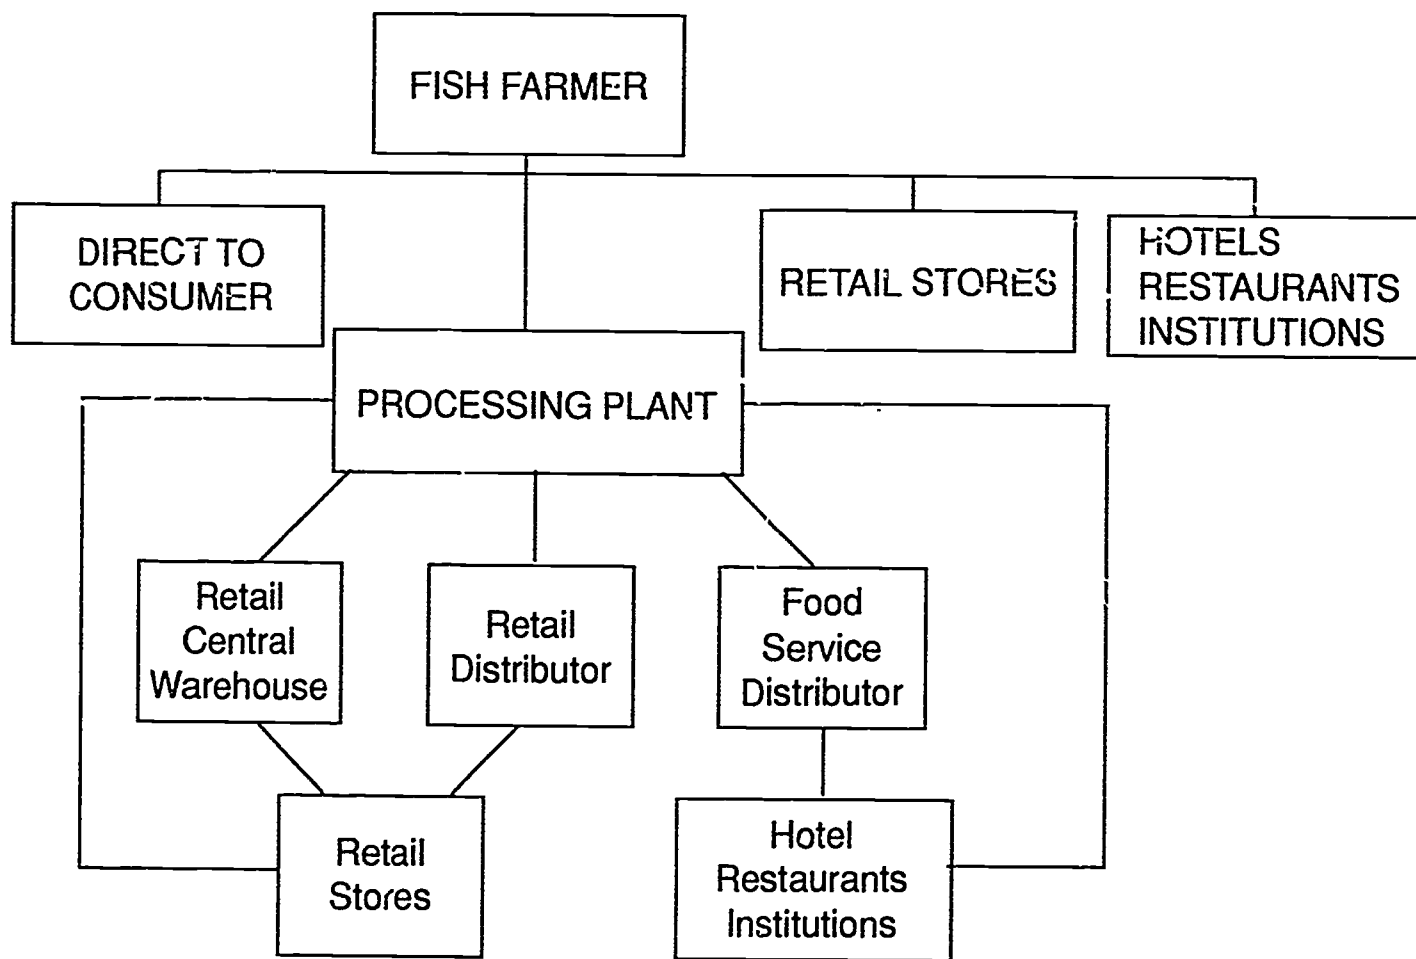 FISH FARMER
DIRECT TO
CONSUMER
RETAIL STORES
HOTELS
RESTAURANTS
INSTITUTIONS
PROCESSING PLANT
Retail
Central
Warehouse
Retail
Distributor
Food
Service
Distributor
Retail
Stores
Hotel
Restaurants
Institutions